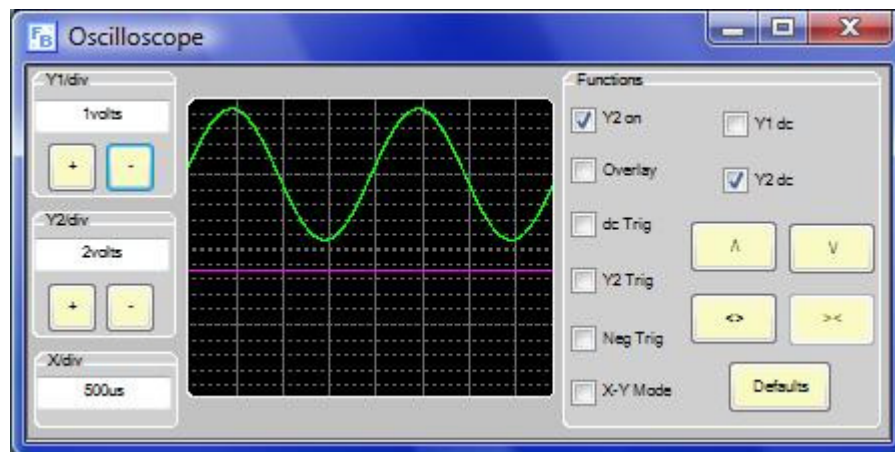 FB Oscilloscope
Y1/div
1volts
+ -
Y2/div
2volts
+ -
X/div
500us
Functions
Y2 on
Y1 dc
Overlay
Y2 dc
dc Trig
Y2 Trig
Neg Trig
X-Y Mode
Λ V
<> ><
Defaults